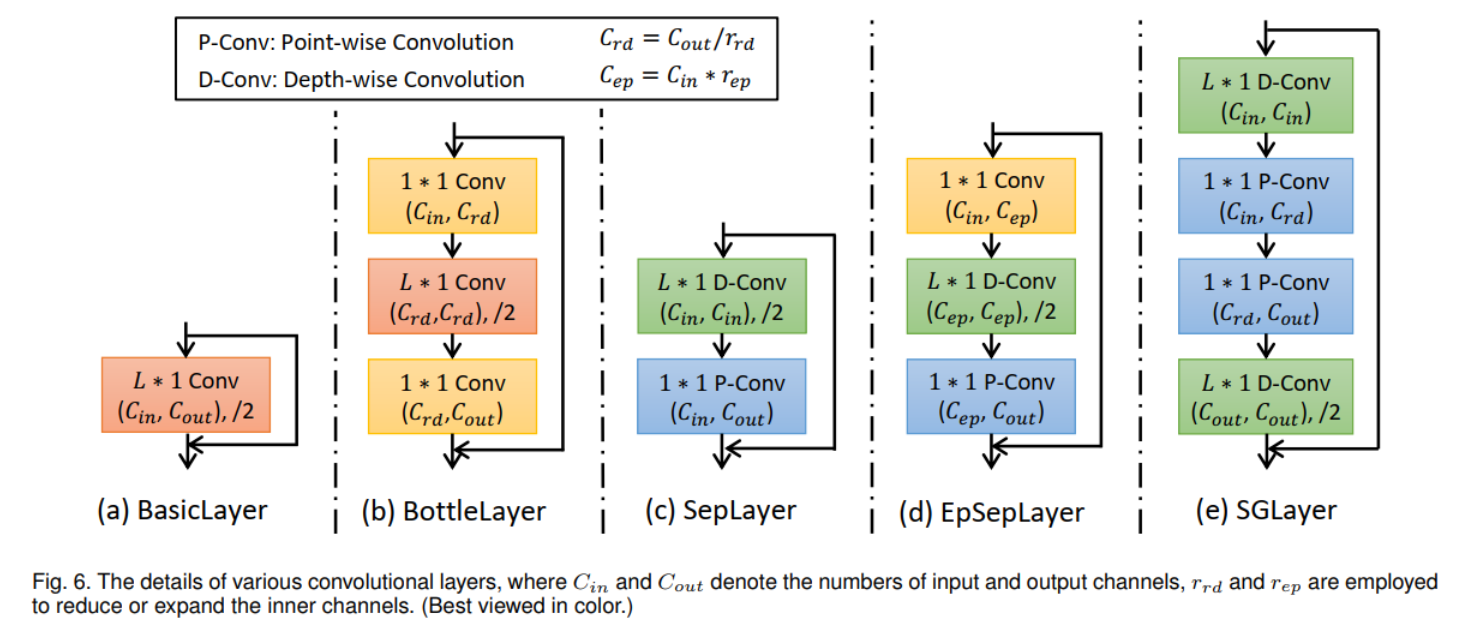 P-Conv: Point-wise Convolution
D-Conv: Depth-wise Convolution
C_{rd} = C_{out}/r_{rd}
C_{ep} = C_{in} * r_{ep}
L * 1 Conv
(C_{in}, C_{out}), /2
(a) BasicLayer
1 * 1 Conv
(C_{in}, C_{rd})
L * 1 Conv
(C_{rd},C_{rd}), /2
1 * 1 Conv
(C_{rd},C_{out})
(b) BottleLayer
L * 1 D-Conv
(C_{in}, C_{in}), /2
1 * 1 P-Conv
(C_{in}, C_{out})
(c) SepLayer
1 * 1 Conv
(C_{in}, C_{ep})
L * 1 D-Conv
(C_{ep}, C_{ep}), /2
1 * 1 P-Conv
(C_{ep}, C_{out})
(d) EpSepLayer
L * 1 D-Conv
(C_{in}, C_{in})
1 * 1 P-Conv
(C_{in}, C_{rd})
1 * 1 P-Conv
(C_{rd}, C_{out})
L * 1 D-Conv
(C_{out}, C_{out}), /2
(e) SGLayer
Fig. 6. The details of various convolutional layers, where C_{in} and C_{out} denote the numbers of input and output channels, r_{rd} and r_{ep} are employed
to reduce or expand the inner channels. (Best viewed in color.)